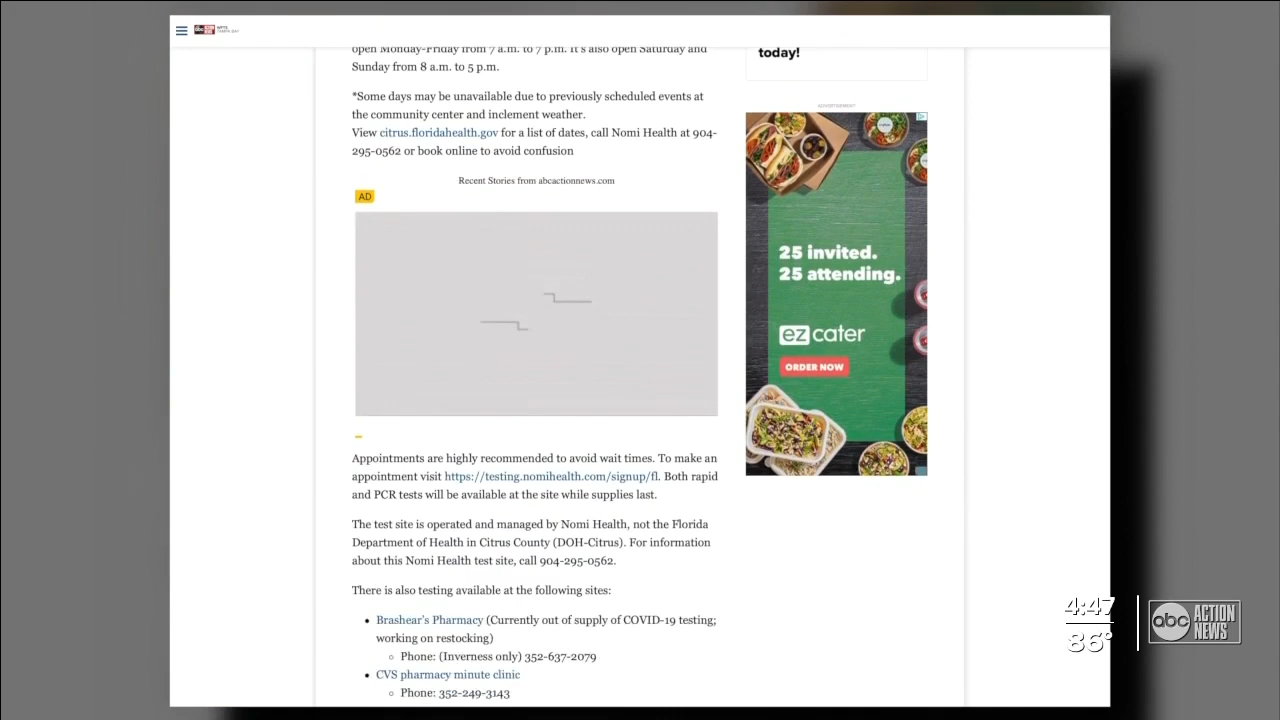 abc
WFTS
TAMPA BAY
open Monday-Friday from 7 a.m. to 7 p.m. It's also open Saturday and
Sunday from 8 a.m. to 5 p.m.
*Some days may be unavailable due to previously scheduled events at
the community center and inclement weather.
View citrus.floridahealth.gov for a list of dates, call Nomi Health at 904-
295-0562 or book online to avoid confusion
Recent Stories from abcactionnews.com
AD
Appointments are highly recommended to avoid wait times. To make an
appointment visit https://testing.nomihealth.com/signup/fl. Both rapid
and PCR tests will be available at the site while supplies last.
The test site is operated and managed by Nomi Health, not the Florida
Department of Health in Citrus County (DOH-Citrus). For information
about this Nomi Health test site, call 904-295-0562.
There is also testing available at the following sites:
• Brashear's Pharmacy (Currently out of supply of COVID-19 testing;
working on restocking)
◦ Phone: (Inverness only) 352-637-2079
• CVS pharmacy minute clinic
◦ Phone: 352-249-3143
today!
ADVERTISEMENT
25 invited.
25 attending.
ez cater
ORDER NOW
4:47
86°
abc ACTION
NEWS